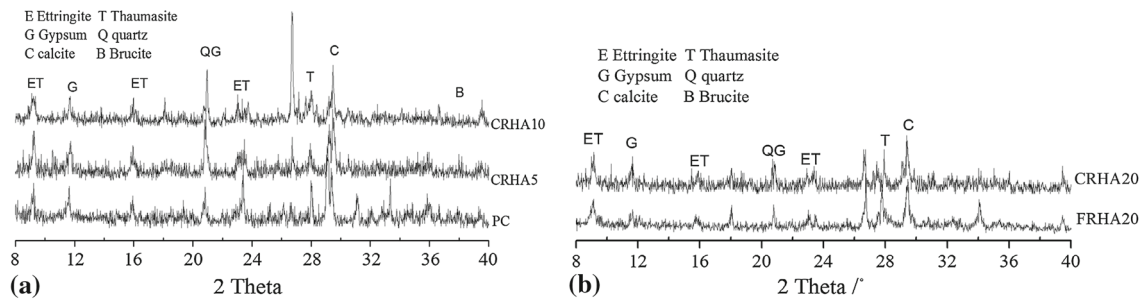 E Ettringite T Thaumasite
G Gypsum Q quartz
C calcite B Brucite
ET
G
ET
QG
ET
T
C
B
CRHA10
CRHA5
PC
8 12 16 20 24 28 32 36 40
(a)
2 Theta
E Ettringite T Thaumasite
G Gypsum Q quartz
C calcite B Brucite
ET
G
ET
QG
ET
T
C
CRHA20
FRHA20
8 12 16 20 24 28 32 36 40
(b)
2 Theta /°